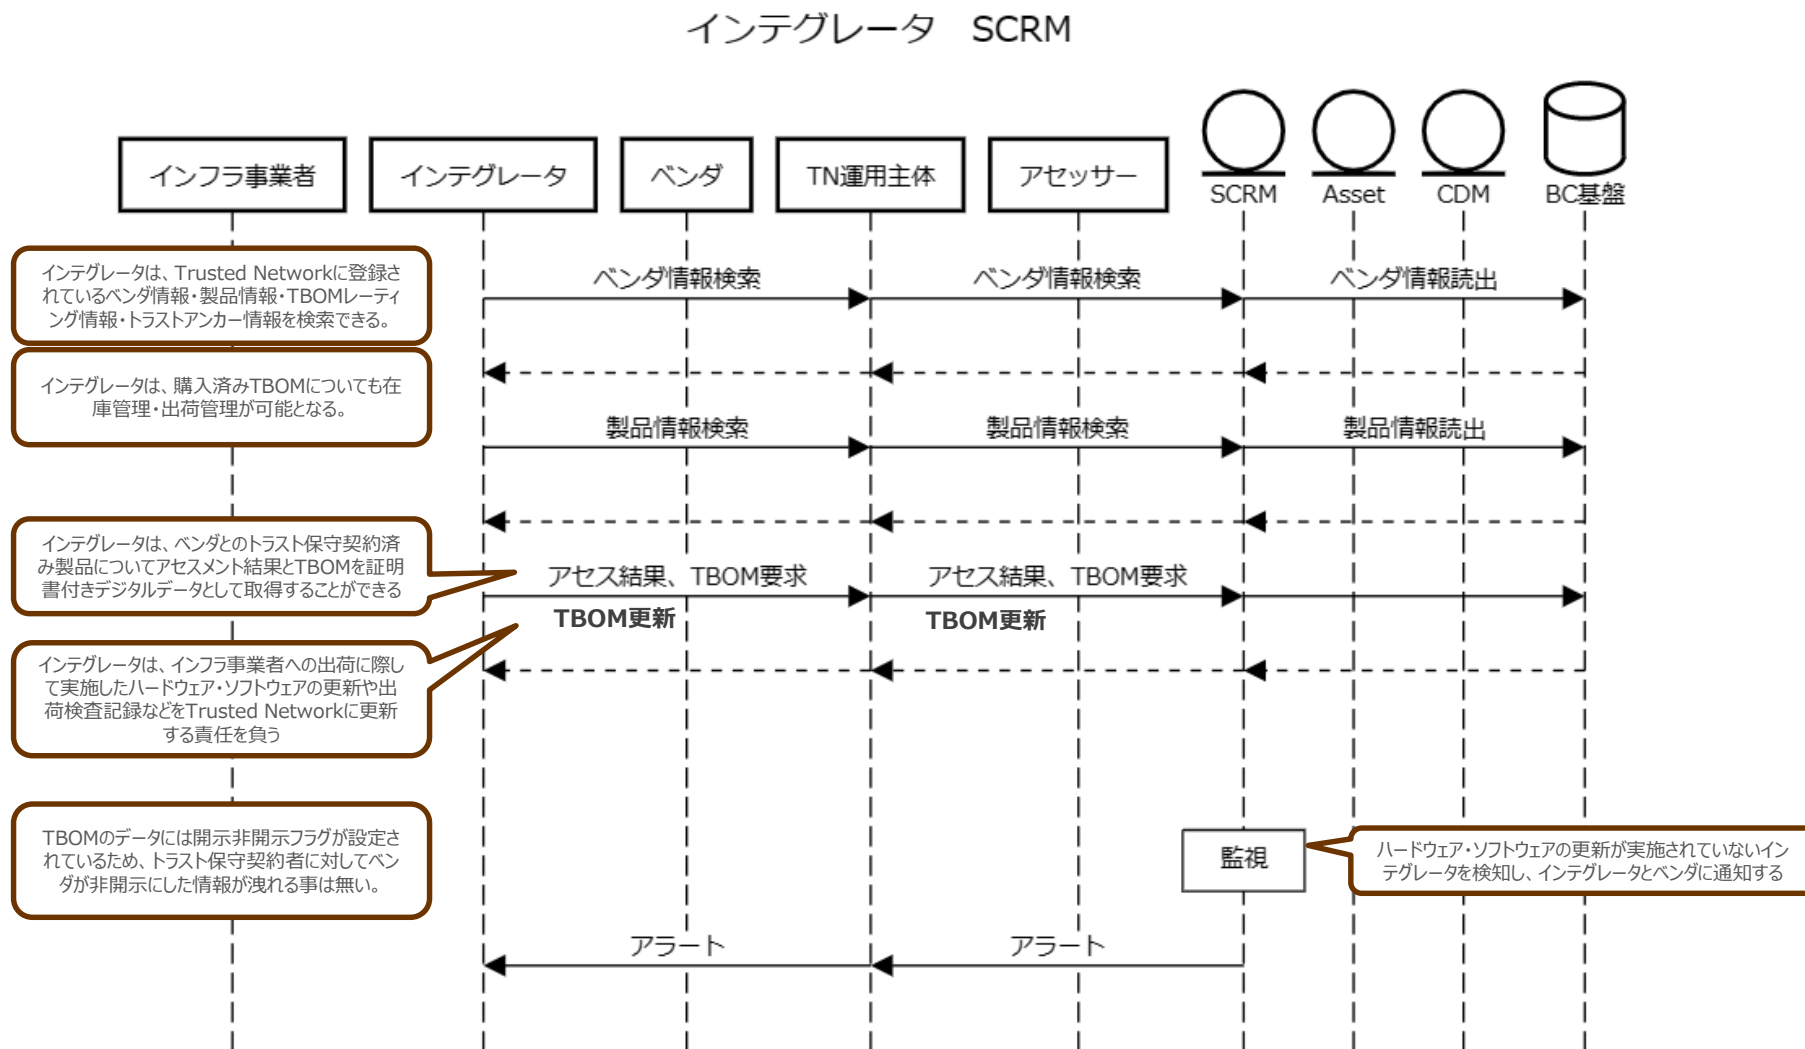 インテグレータ　SCRM
インフラ事業者
インテグレータ
ベンダ
TN運用主体
アセッサー
SCRM
Asset
CDM
BC基盤
インテグレータは、Trusted Networkに登録さ
れているベンダ情報・製品情報・TBOMレーティ
ング情報・トラストアンカー情報を検索できる。
ベンダ情報検索
ベンダ情報検索
ベンダ情報読出
インテグレータは、購入済みTBOMについても在
庫管理・出荷管理が可能となる。
製品情報検索
製品情報検索
製品情報読出
インテグレータは、ベンダとのトラスト保守契約済
み製品についてアセスメント結果とTBOMを証明
書付きデジタルデータとして取得することができる
アセス結果、TBOM要求
アセス結果、TBOM要求
TBOM更新
TBOM更新
インテグレータは、インフラ事業者への出荷に際し
て実施したハードウェア・ソフトウェアの更新や出
荷検査記録などをTrusted Networkに更新
する責任を負う
TBOMのデータには開示非開示フラグが設定さ
れているため、トラスト保守契約者に対してベン
ダが非開示にした情報が洩れる事は無い。
監視
ハードウェア・ソフトウェアの更新が実施されていないイン
テグレータを検知し、インテグレータとベンダに通知する
アラート
アラート